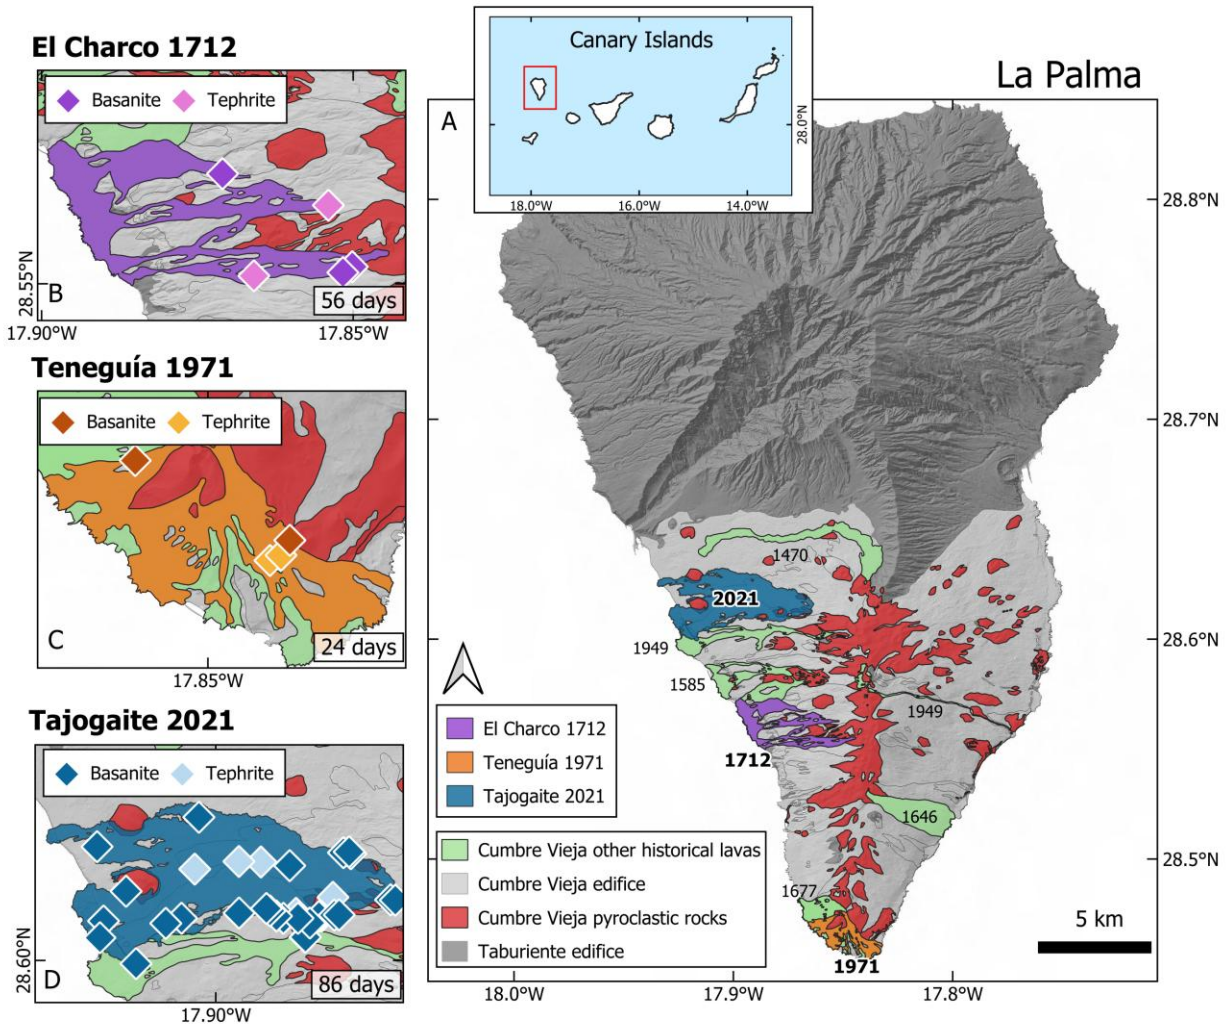 El Charco 1712
Basanite Tephrite
28.55°N
B
56 days
17.90°W 17.85°W
Teneguía 1971
Basanite Tephrite
C
24 days
17.85°W
Tajogaite 2021
Basanite Tephrite
28.60°N
D
86 days
17.90°W
Canary Islands
28.0°N
18.0°W 16.0°W 14.0°W
La Palma
A
28.8°N
28.7°N
28.6°N
28.5°N
1470
2021
1949
1585
1949
1712
1646
1677
1971
El Charco 1712
Teneguía 1971
Tajogaite 2021
Cumbre Vieja other historical lavas
Cumbre Vieja edifice
Cumbre Vieja pyroclastic rocks
Taburiente edifice
5 km
18.0°W 17.9°W 17.8°W